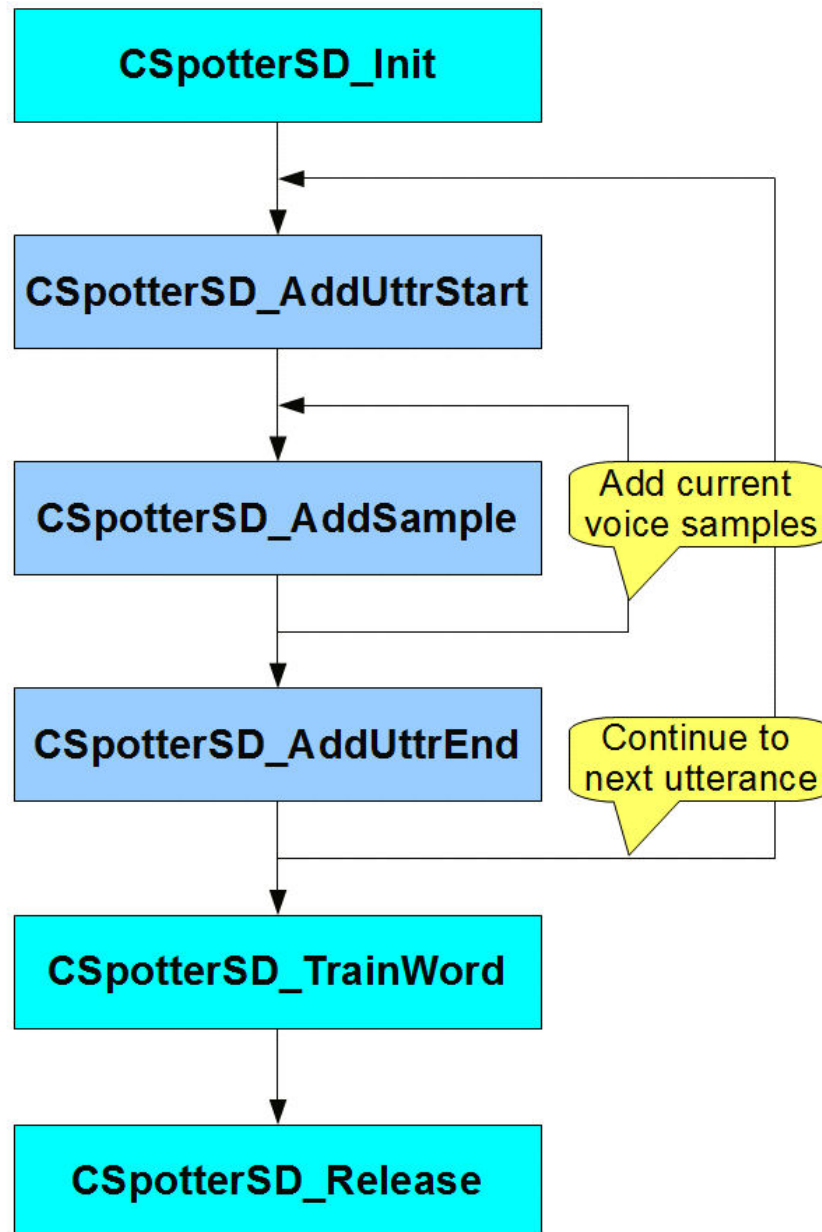 CSpotterSD_Init
CSpotterSD_AddUttrStart
CSpotterSD_AddSample
Add current
voice samples
CSpotterSD_AddUttrEnd
Continue to
next utterance
CSpotterSD_TrainWord
CSpotterSD_Release